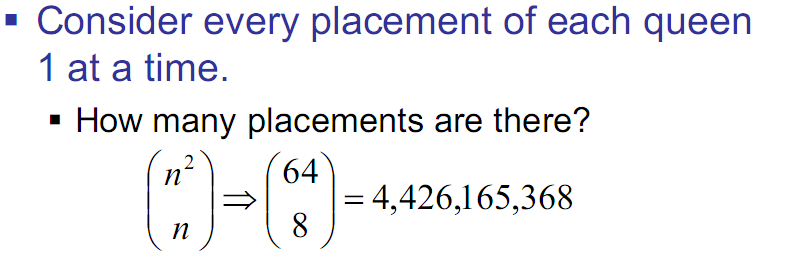 ▪ Consider every placement of each queen
1 at a time.
▪ How many placements are there?
(n² n) ⇒ (64 8) = 4,426,165,368